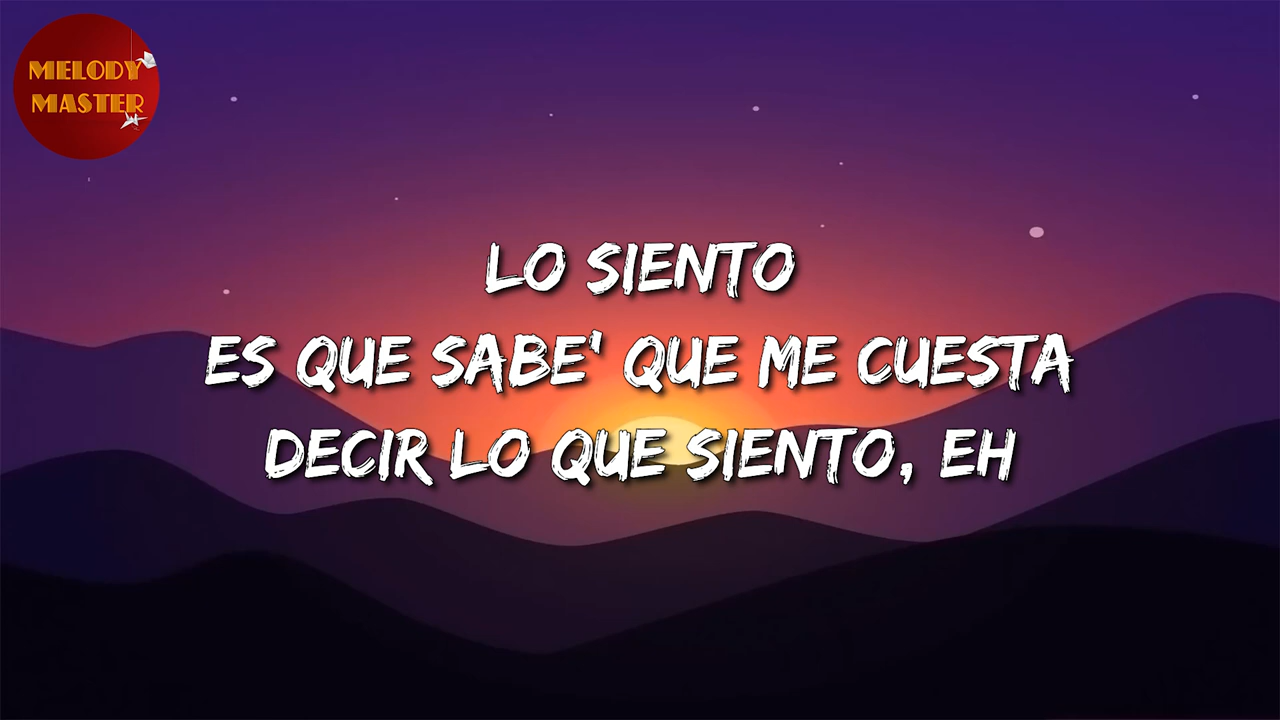 MELODY
MASTER
LO SIENTO
ES QUE SABE' QUE ME CUESTA
DECIR LO QUE SIENTO, EH